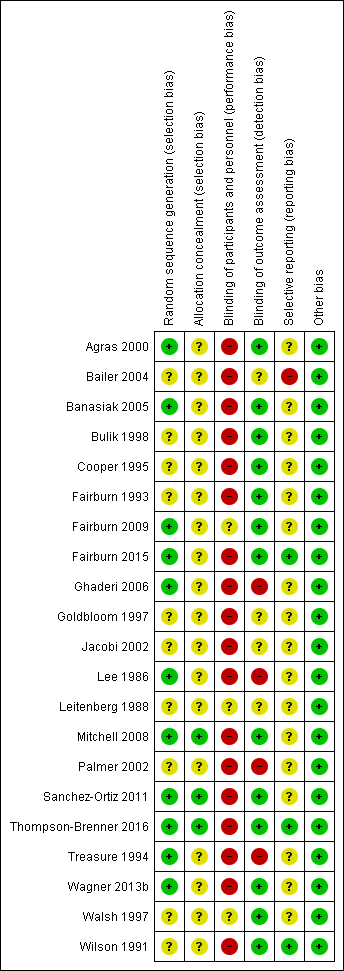 Random sequence generation (selection bias)
Allocation concealment (selection bias)
Blinding of participants and personnel (performance bias)
Blinding of outcome assessment (detection bias)
Selective reporting (reporting bias)
Other bias
Agras 2000 + ? - + ? +
Bailer 2004 ? ? - ? - +
Banasiak 2005 + ? - + ? +
Bulik 1998 ? ? - + ? +
Cooper 1995 ? ? - + ? +
Fairburn 1993 ? ? - + ? +
Fairburn 2009 + ? ? + ? +
Fairburn 2015 + ? - + + +
Ghaderi 2006 + ? - - ? +
Goldbloom 1997 ? ? - ? ? +
Jacobi 2002 ? ? - ? ? +
Lee 1986 + ? - - ? +
Leitenberg 1988 ? ? ? ? ? +
Mitchell 2008 + + - + ? +
Palmer 2002 ? ? - - ? +
Sanchez-Ortiz 2011 + + - + ? +
Thompson-Brenner 2016 + + - + + +
Treasure 1994 + ? - - ? +
Wagner 2013b + ? - + ? +
Walsh 1997 ? ? ? + ? +
Wilson 1991 ? ? - + + +